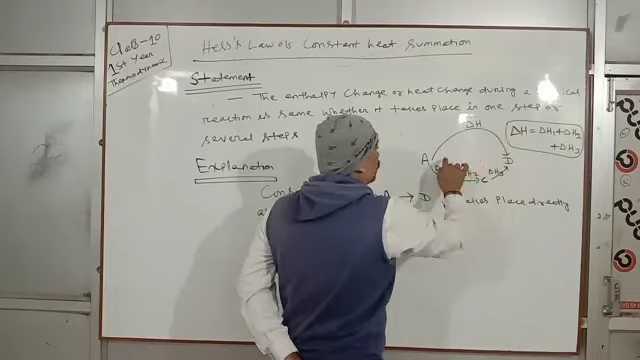 Class-10
1st Year
Thermodynamic
Hess's Law of Constant heat Summation
Statement
— The enthalpy Change or heat change during a
reaction is same whether it takes place in one step or
several steps
ΔH
ΔH = ΔH1+ΔH2
+ΔH3
A
D
C
ΔH3
Explanation
A → D
takes place directly